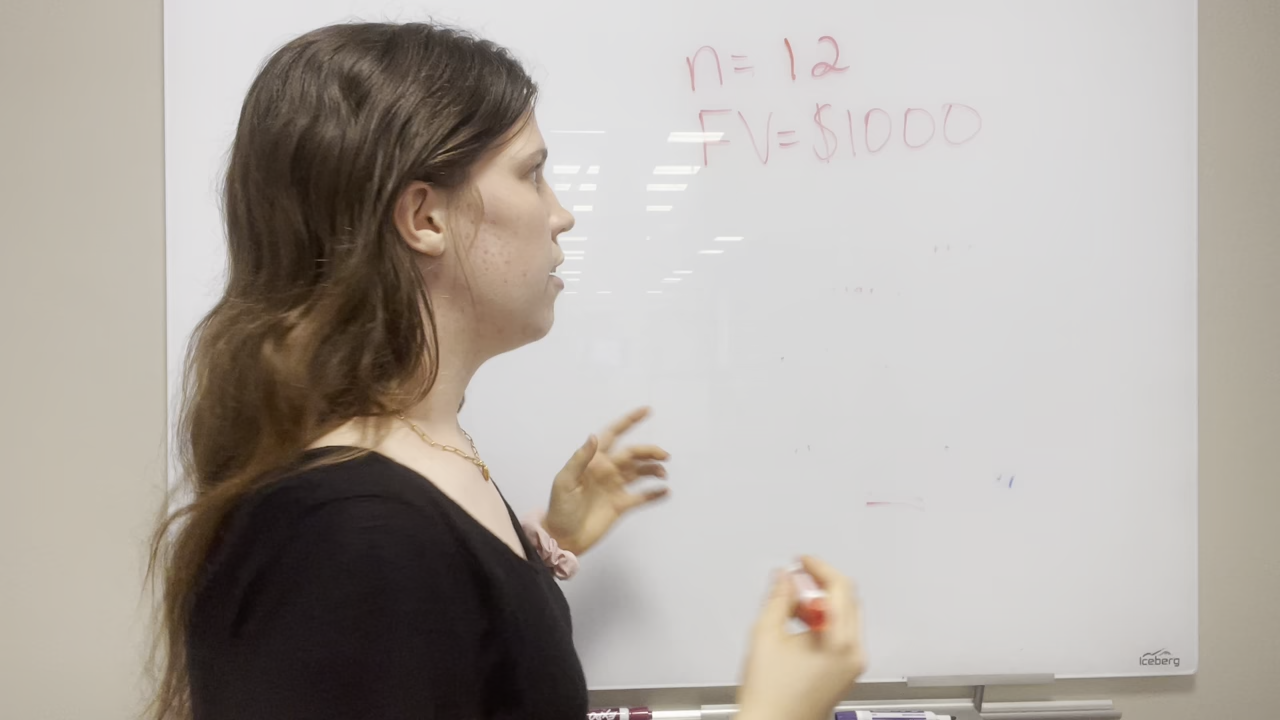 n = 12
FV = $1000
Iceberg